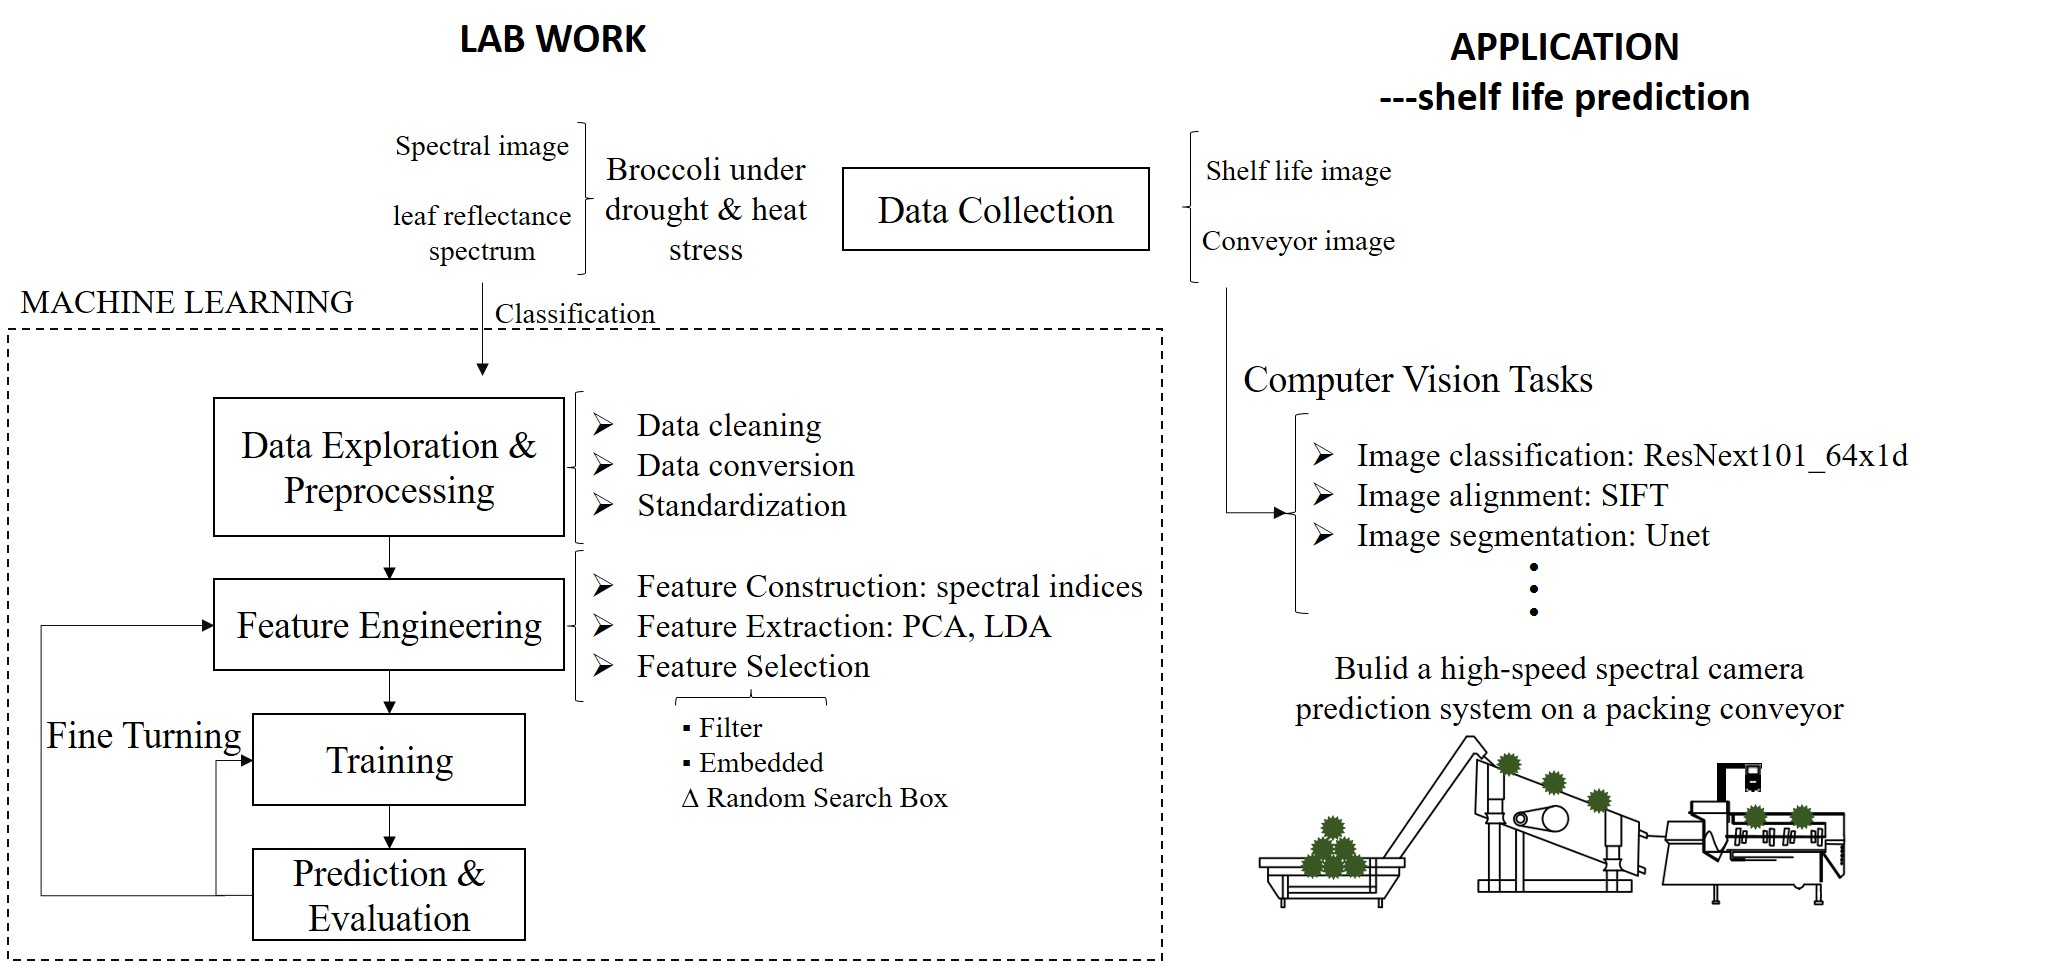 LAB WORK
APPLICATION
---shelf life prediction
Spectral image
leaf reflectance
spectrum
Broccoli under
drought & heat
stress
Data Collection
Shelf life image
Conveyor image
MACHINE LEARNING
Classification
Data Exploration &
Preprocessing
➢ Data cleaning
➢ Data conversion
➢ Standardization
Feature Engineering
➢ Feature Construction: spectral indices
➢ Feature Extraction: PCA, LDA
➢ Feature Selection
▪ Filter
▪ Embedded
Δ Random Search Box
Fine Turning
Training
Prediction &
Evaluation
Computer Vision Tasks
➢ Image classification: ResNext101_64x1d
➢ Image alignment: SIFT
➢ Image segmentation: Unet
Bulid a high-speed spectral camera
prediction system on a packing conveyor